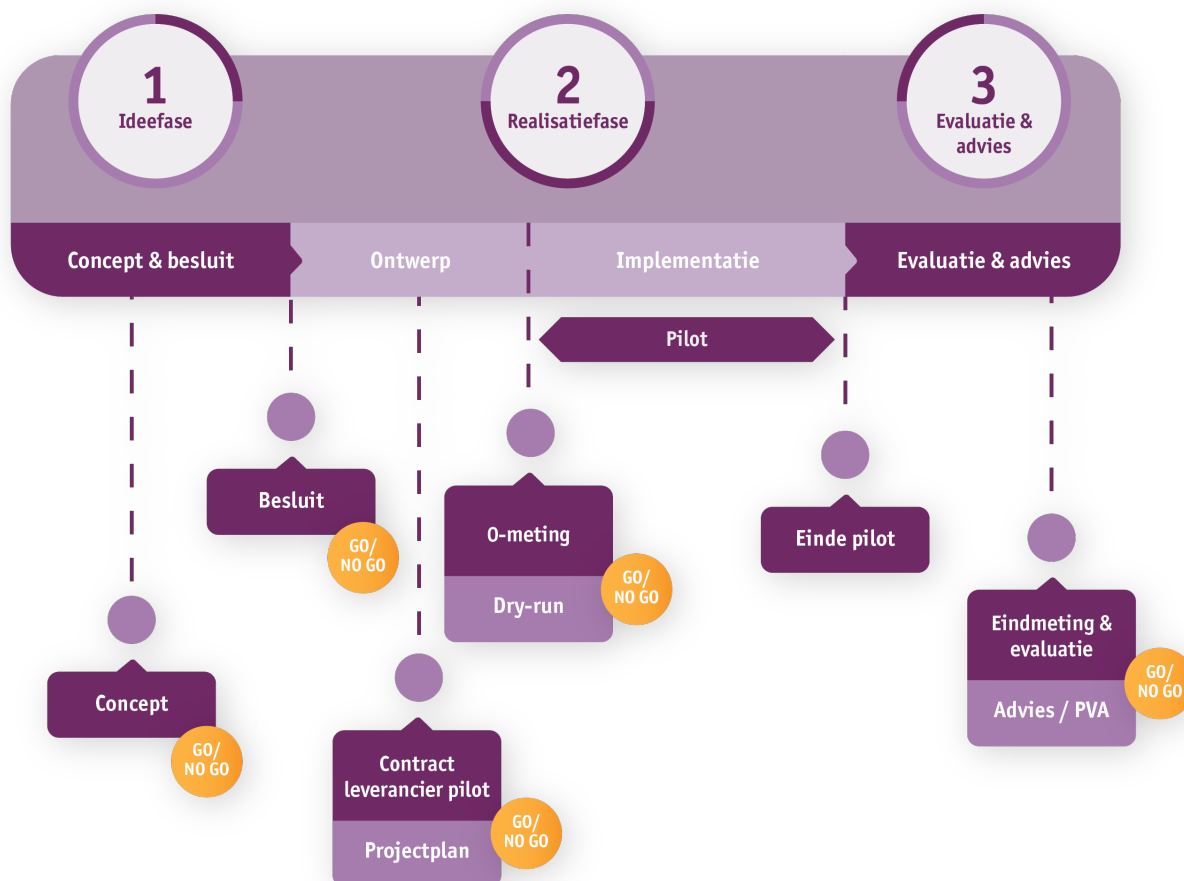 1
Ideefase
2
Realisatiefase
3
Evaluatie &
advies
Concept & besluit
Ontwerp
Implementatie
Evaluatie & advies
Pilot
Besluit
GO/
NO GO
0-meting
Dry-run
GO/
NO GO
Einde pilot
Eindmeting &
evaluatie
Advies / PVA
GO/
NO GO
Concept
GO/
NO GO
Contract
leverancier pilot
Projectplan
GO/
NO GO